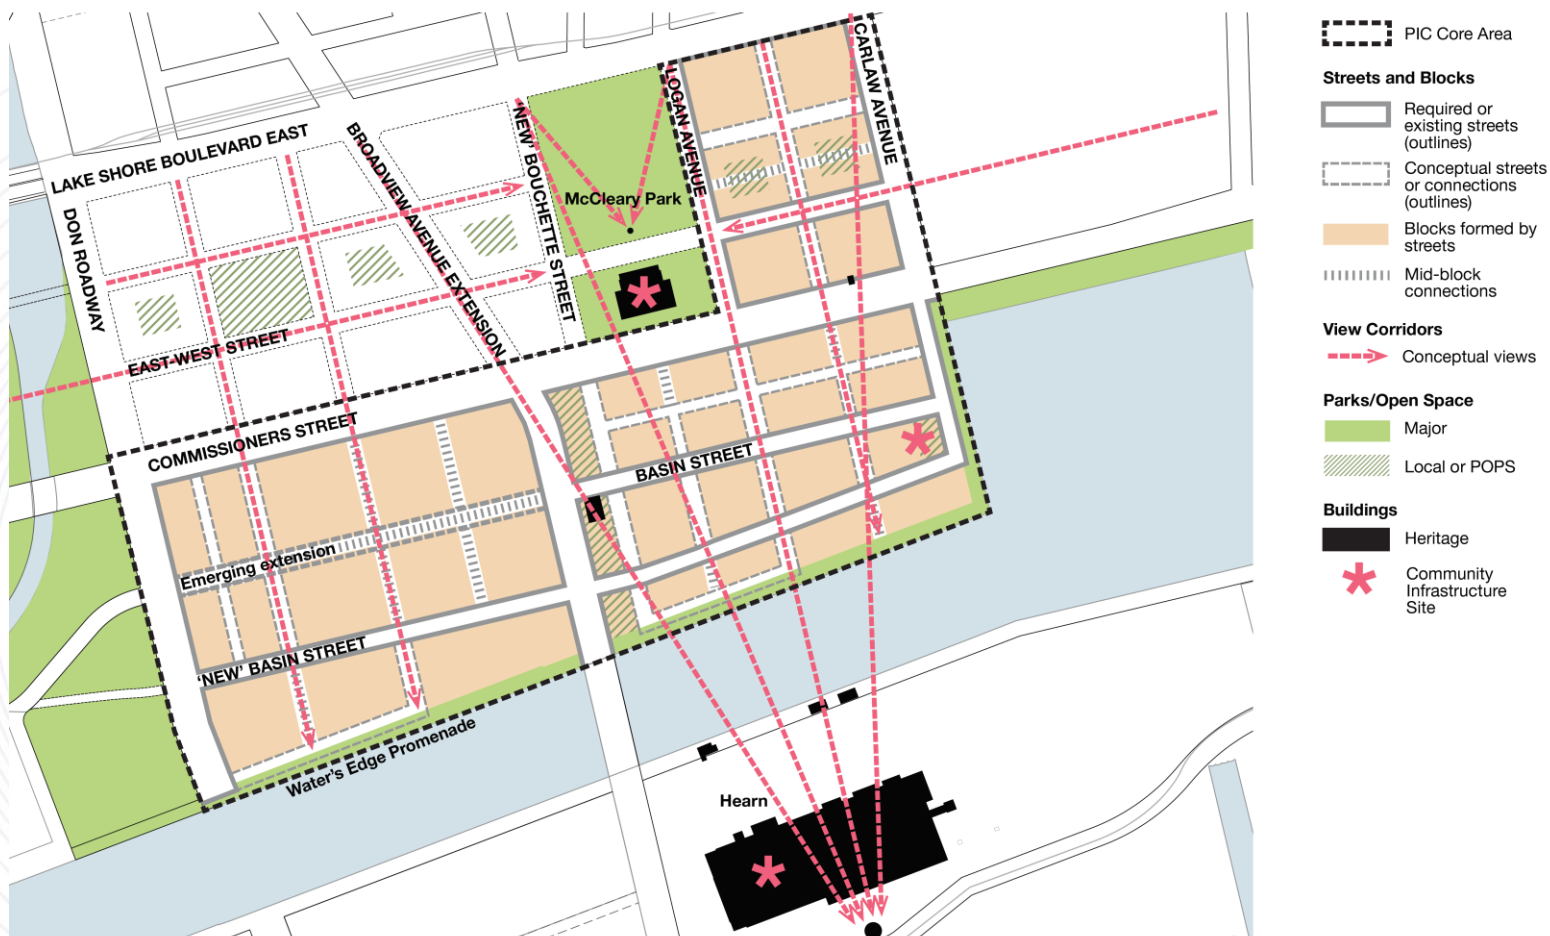 LAKE SHORE BOULEVARD EAST
DON ROADWAY
BROADVIEW AVENUE EXTENSION
'NEW' BOUCHETTE STREET
McCleary Park
LOGAN AVENUE
CARLAW AVENUE
EAST-WEST STREET
COMMISSIONERS STREET
BASIN STREET
Emerging extension
'NEW' BASIN STREET
Water's Edge Promenade
Hearn
PIC Core Area
Streets and Blocks
Required or
existing streets
(outlines)
Conceptual streets
or connections
(outlines)
Blocks formed by
streets
Mid-block
connections
View Corridors
Conceptual views
Parks/Open Space
Major
Local or POPS
Buildings
Heritage
Community
Infrastructure
Site